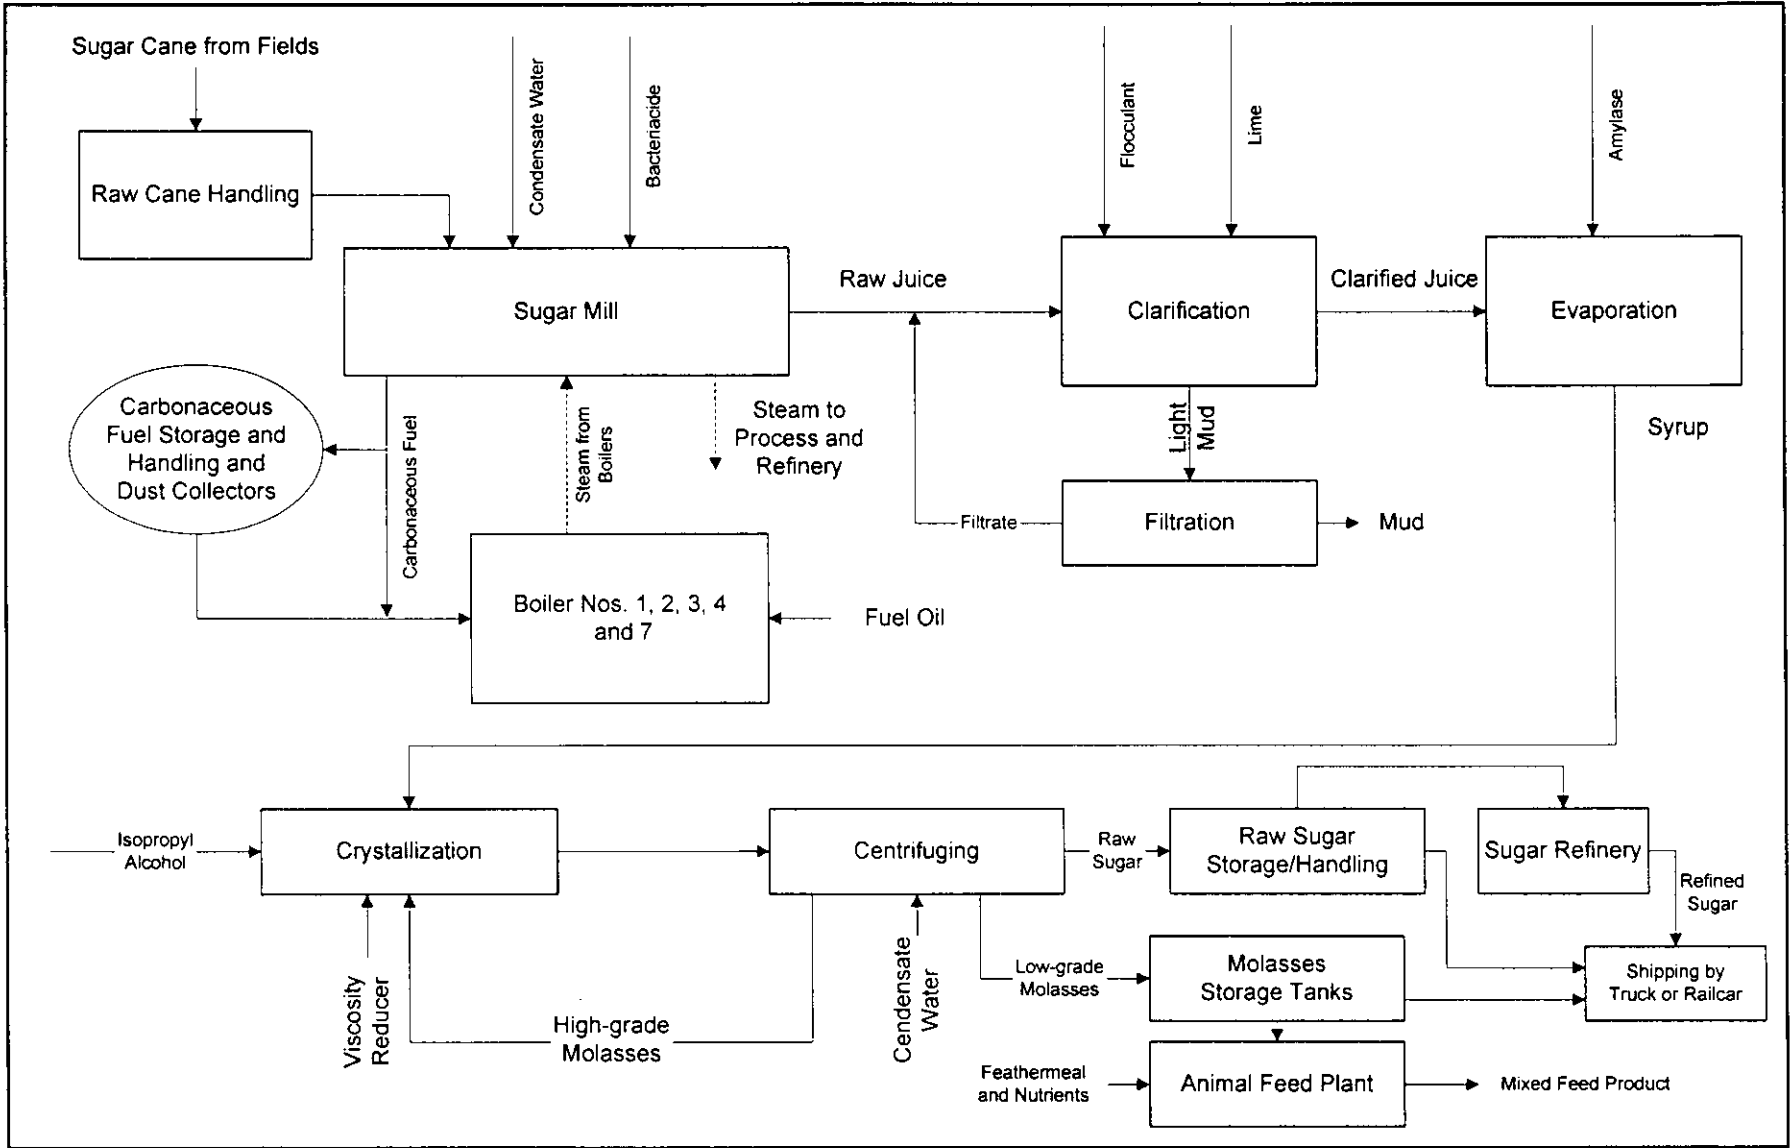 Sugar Cane from Fields
Raw Cane Handling
Condensate Water
Bacteriacide
Flocculant
Lime
Amylase
Sugar Mill
Raw Juice
Clarification
Clarified Juice
Evaporation
Carbonaceous
Fuel Storage and
Handling and
Dust Collectors
Carbonaceous Fuel
Steam from
Boilers
Steam to
Process and
Refinery
Light
Mud
Syrup
Filtrate
Filtration
Mud
Boiler Nos. 1, 2, 3, 4
and 7
Fuel Oil
Isopropyl
Alcohol
Crystallization
Centrifuging
Raw
Sugar
Raw Sugar
Storage/Handling
Sugar Refinery
Refined
Sugar
Viscosity
Reducer
High-grade
Molasses
Cendensate
Water
Low-grade
Molasses
Molasses
Storage Tanks
Shipping by
Truck or Railcar
Feathermeal
and Nutrients
Animal Feed Plant
Mixed Feed Product